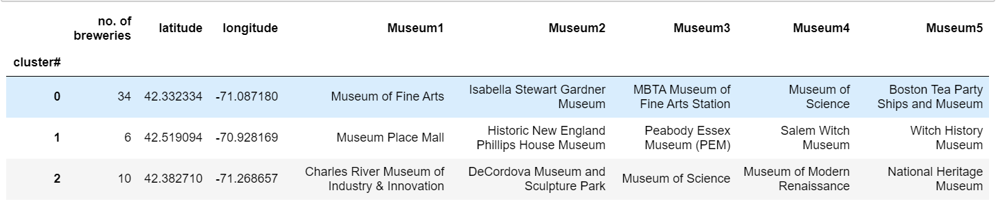 no. of breweries latitude longitude Museum1 Museum2 Museum3 Museum4 Museum5
cluster#
0 34 42.332334 -71.087180 Museum of Fine Arts Isabella Stewart Gardner Museum MBTA Museum of Fine Arts Station Museum of Science Boston Tea Party Ships and Museum
1 6 42.519094 -70.928169 Museum Place Mall Historic New England Phillips House Museum Peabody Essex Museum (PEM) Salem Witch Museum Witch History Museum
2 10 42.382710 -71.268657 Charles River Museum of Industry & Innovation DeCordova Museum and Sculpture Park Museum of Science Museum of Modern Renaissance National Heritage Museum